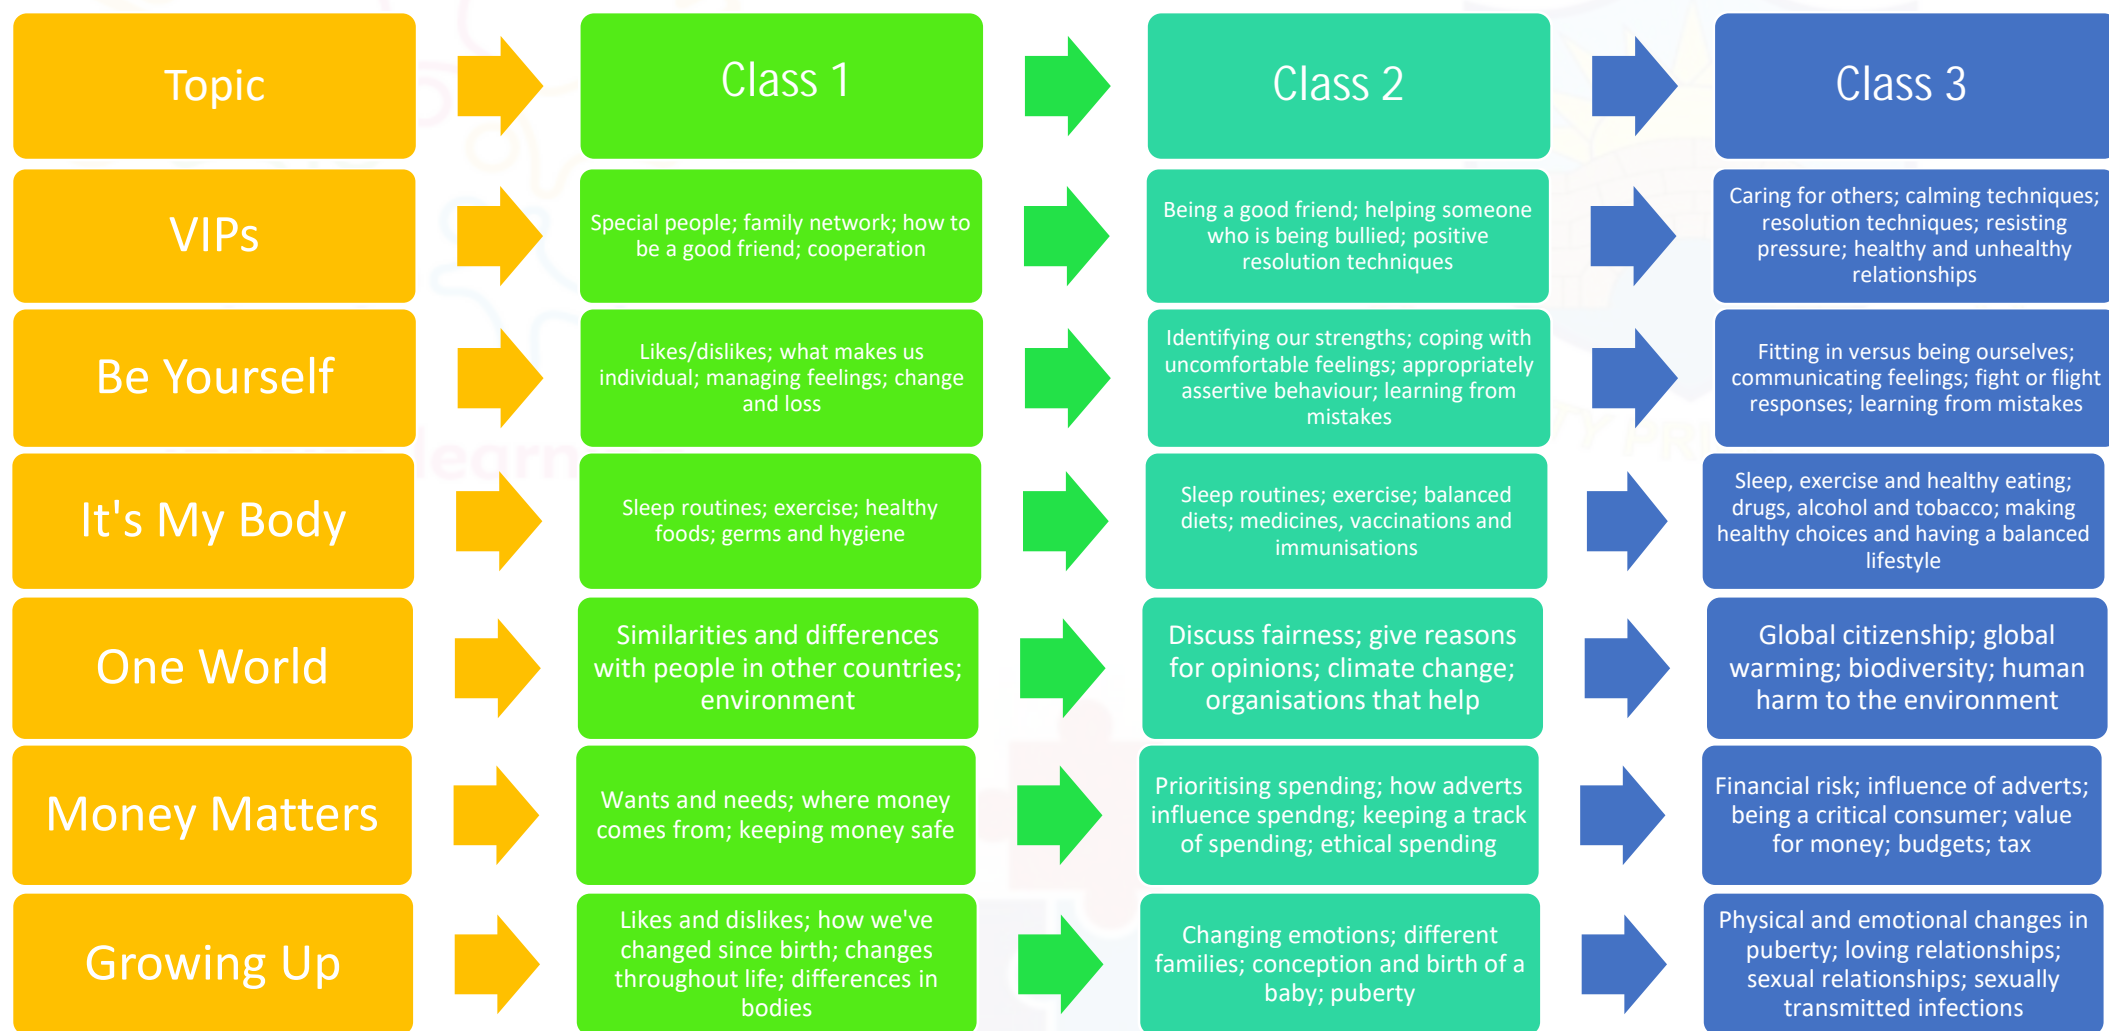 Topic
Class 1
Class 2
Class 3
VIPs
Special people; family network; how to
be a good friend; cooperation
Being a good friend; helping someone
who is being bullied; positive
resolution techniques
Caring for others; calming techniques;
resolution techniques; resisting
pressure; healthy and unhealthy
relationships
Be Yourself
Likes/dislikes; what makes us
individual; managing feelings; change
and loss
Identifying our strengths; coping with
uncomfortable feelings; appropriately
assertive behaviour; learning from
mistakes
Fitting in versus being ourselves;
communicating feelings; fight or flight
responses; learning from mistakes
It's My Body
Sleep routines; exercise; healthy
foods; germs and hygiene
Sleep routines; exercise; balanced
diets; medicines, vaccinations and
immunisations
Sleep, exercise and healthy eating;
drugs, alcohol and tobacco; making
healthy choices and having a balanced
lifestyle
One World
Similarities and differences
with people in other countries;
environment
Discuss fairness; give reasons
for opinions; climate change;
organisations that help
Global citizenship; global
warming; biodiversity; human
harm to the environment
Money Matters
Wants and needs; where money
comes from; keeping money safe
Prioritising spending; how adverts
influence spendng; keeping a track
of spending; ethical spending
Financial risk; influence of adverts;
being a critical consumer; value
for money; budgets; tax
Growing Up
Likes and dislikes; how we've
changed since birth; changes
throughout life; differences in
bodies
Changing emotions; different
families; conception and birth of a
baby; puberty
Physical and emotional changes in
puberty; loving relationships;
sexual relationships; sexually
transmitted infections